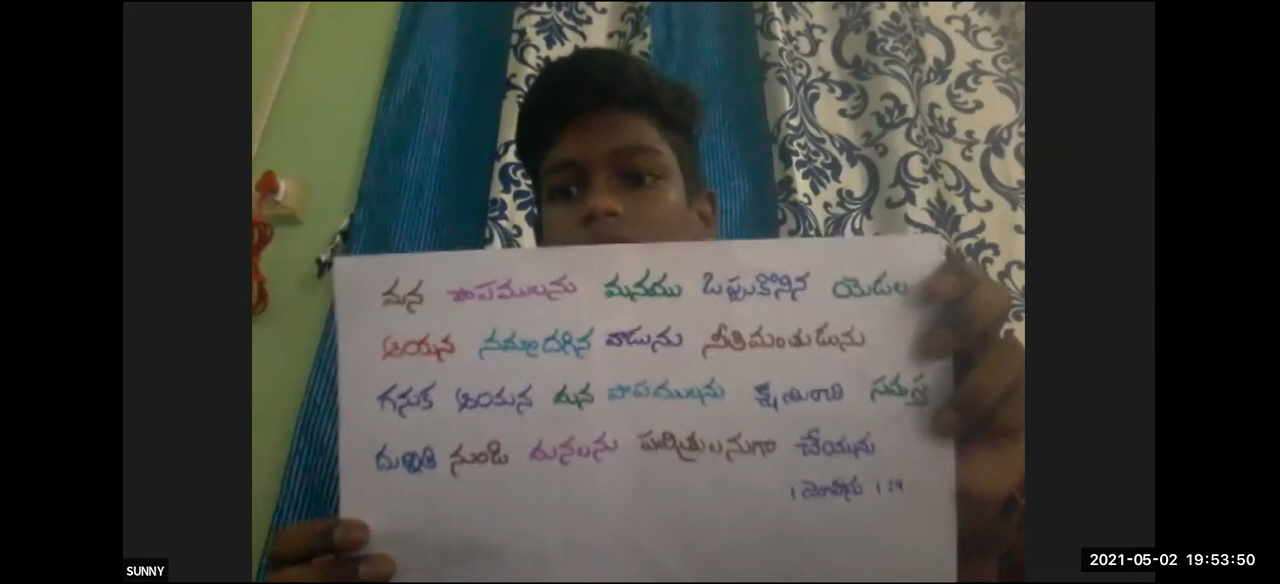 మన పాపములను మనము ఒప్పుకొనిన యెడల
ఆయన నమ్మదగిన వాడును నీతిమంతుడును
గనుక ఆయన మన పాపములను క్షమించి సమస్త
దుర్నీతి నుండి మనలను పవిత్రులనుగా చేయును
1 యోహాను 1:9
SUNNY
2021-05-02 19:53:50